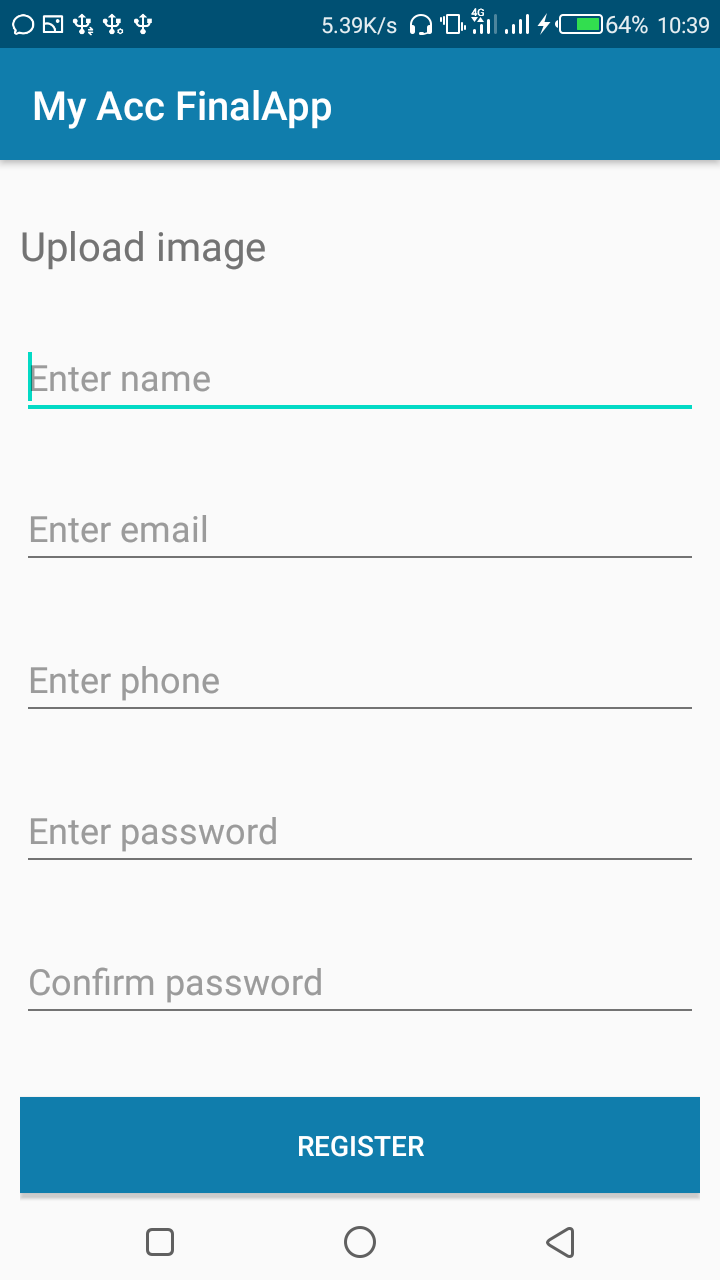 5.39K/s 4G 64% 10:39
My Acc FinalApp
Upload image
Enter name
Enter email
Enter phone
Enter password
Confirm password
REGISTER